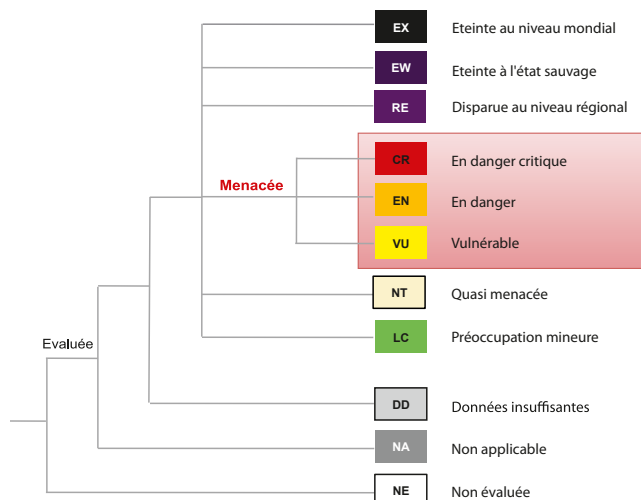 EX Eteinte au niveau mondial
EW Eteinte à l'état sauvage
RE Disparue au niveau régional
CR En danger critique
Menacée EN En danger
VU Vulnérable
NT Quasi menacée
LC Préoccupation mineure
Evaluée
DD Données insuffisantes
NA Non applicable
NE Non évaluée